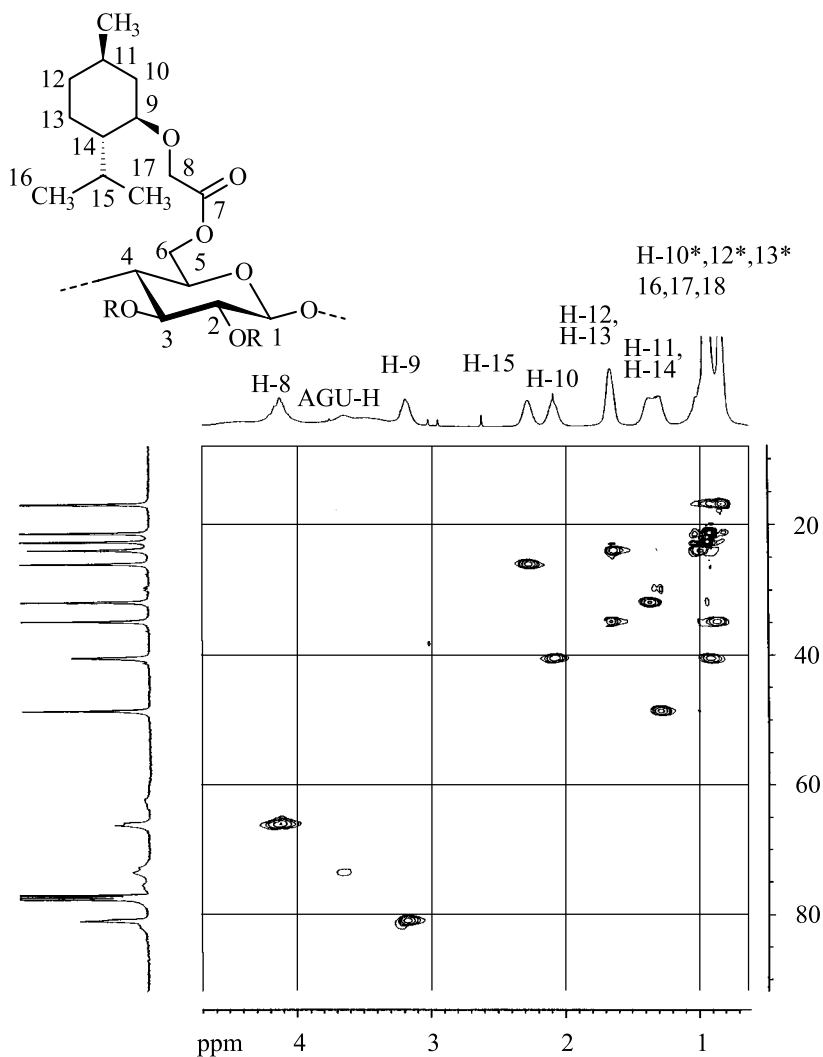 CH3
11
10
12
9
13
O
14
17
8
16
O
CH3
15
CH3
7
O
6
4
5
O
O
RO
3
2
OR
1
H-10*,12*,13*
16,17,18
H-12,
H-13
H-11,
H-14
H-15
H-9
H-10
H-8
AGU-H
20
40
60
80
ppm
4
3
2
1